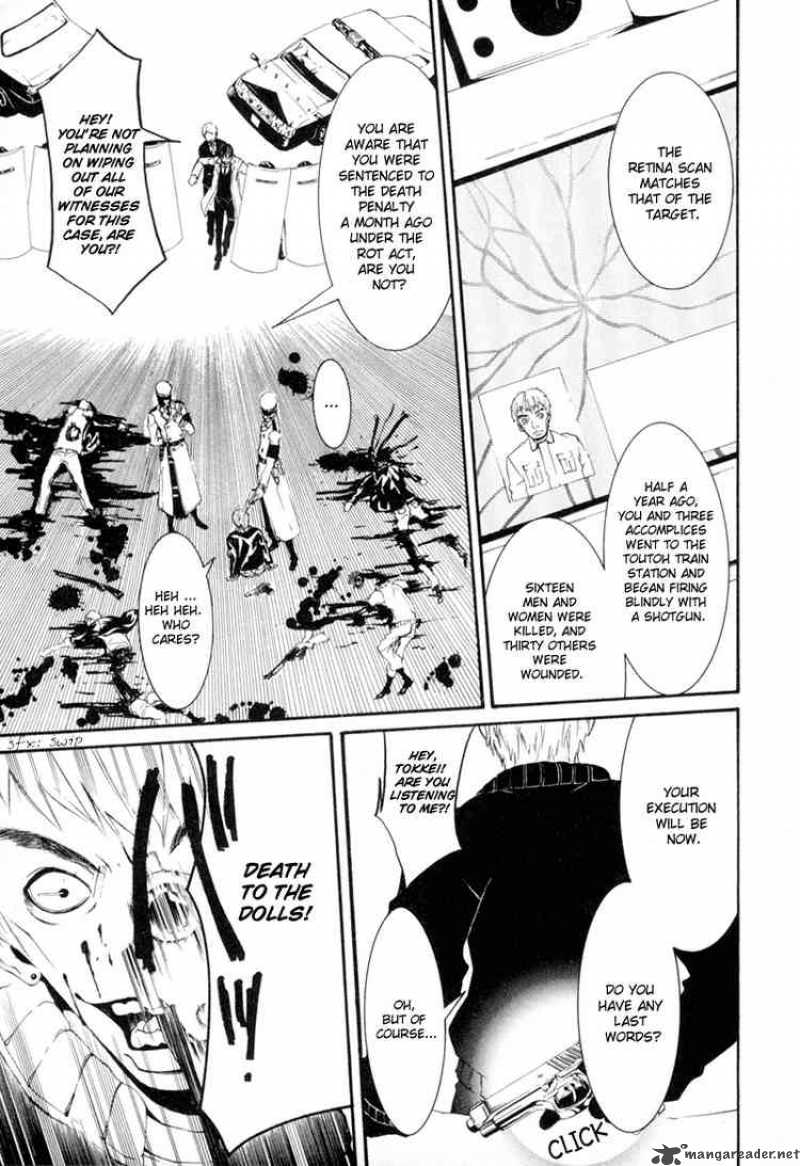 THE
RETINA SCAN
MATCHES
THAT OF THE
TARGET.
HALF A
YEAR AGO,
YOU AND THREE
ACCOMPLICES
WENT TO THE
TOUTOH TRAIN
STATION AND
BEGAN FIRING
BLINDLY WITH
A SHOTGUN.
SIXTEEN
MEN AND
WOMEN WERE
KILLED, AND
THIRTY OTHERS
WERE
WOUNDED.
YOU ARE
AWARE THAT
YOU WERE
SENTENCED TO
THE DEATH
PENALTY
A MONTH AGO
UNDER THE
ROT ACT,
ARE YOU
NOT?
HEY!
YOU'RE NOT
PLANNING
ON WIPING
OUT ALL
OF OUR
WITNESSES
FOR THIS
CASE, ARE
YOU?!
...
HEH ...
HEH HEH.
WHO
CARES?
YOUR
EXECUTION
WILL BE
NOW.
HEY,
TOKKEI!
ARE YOU
LISTENING
TO ME?!
DO YOU
HAVE ANY
LAST
WORDS?
OH,
BUT OF
COURSE...
CLICK
sfx: swip
DEATH
TO THE
DOLLS!
mangareader.net